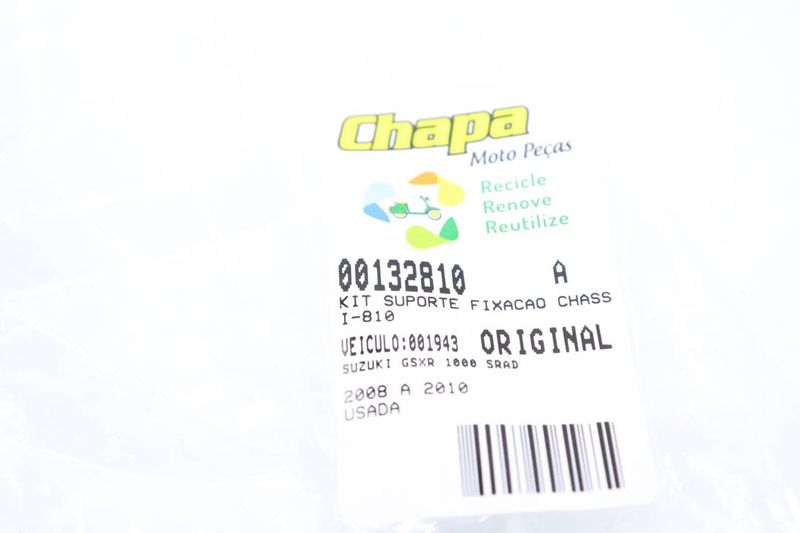 Chapa
Moto Peças
Recicle
Renove
Reutilize
00132810 A
KIT SUPORTE FIXACAO CHASS
I-810
VEICULO:001943 ORIGINAL
SUZUKI GSXR 1000 SRAD
2008 A 2010
USADA